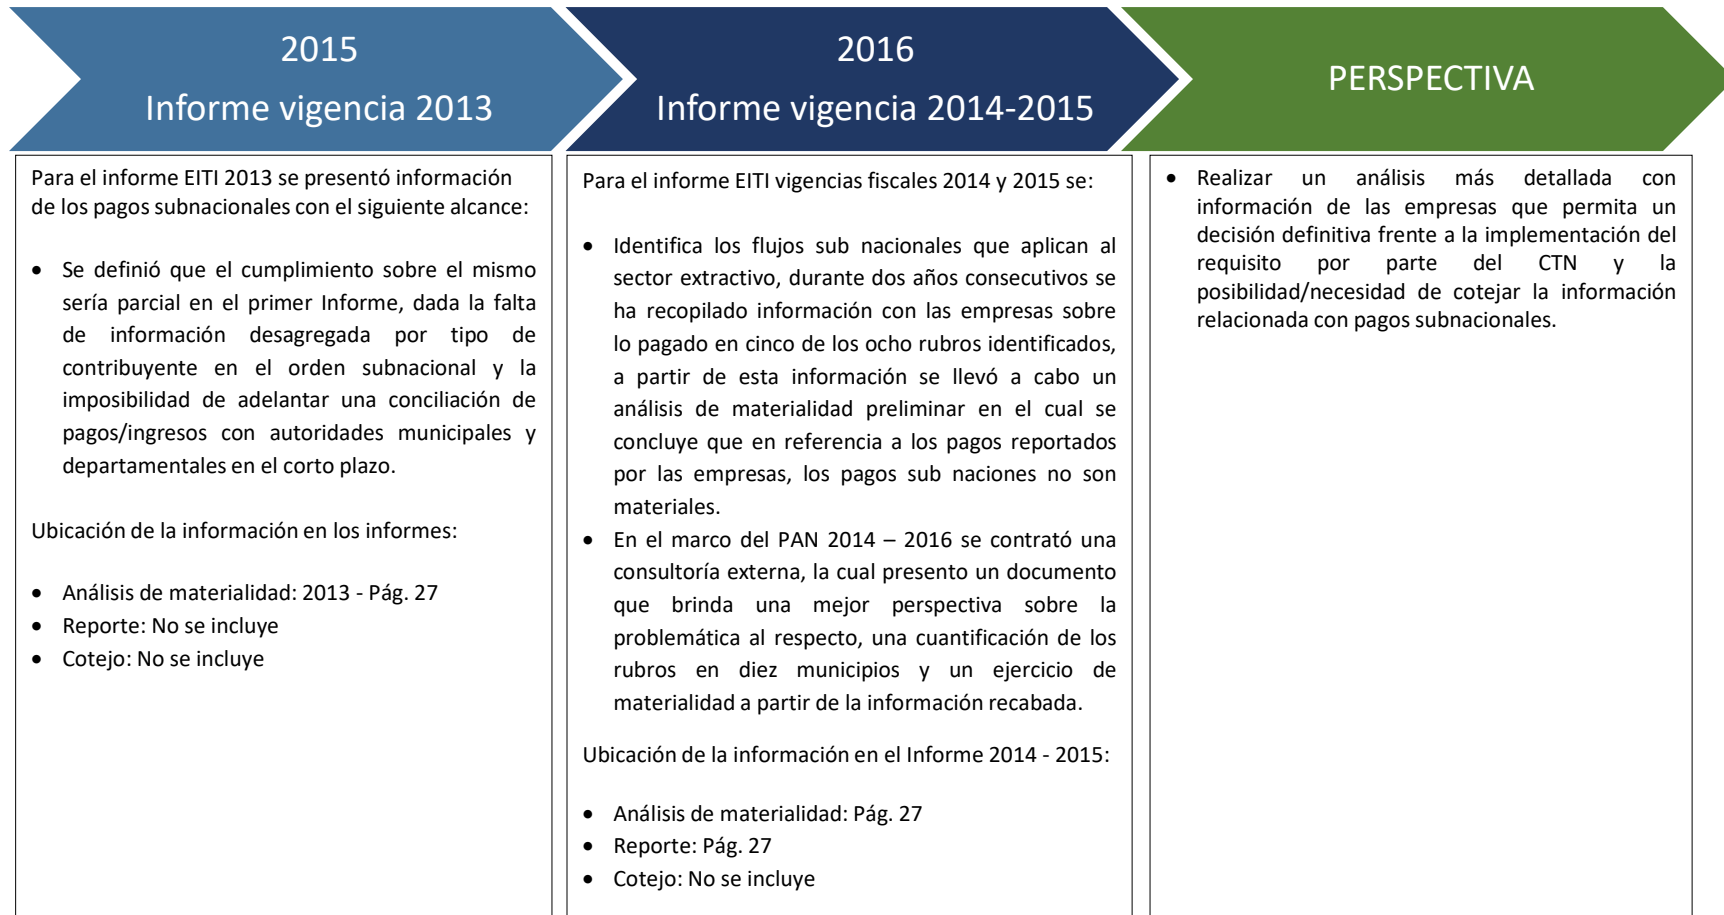 2015
Informe vigencia 2013
2016
Informe vigencia 2014-2015
PERSPECTIVA
Para el informe EITI 2013 se presentó información
de los pagos subnacionales con el siguiente alcance:
• Se definió que el cumplimiento sobre el mismo
sería parcial en el primer Informe, dada la falta
de información desagregada por tipo de
contribuyente en el orden subnacional y la
imposibilidad de adelantar una conciliación de
pagos/ingresos con autoridades municipales y
departamentales en el corto plazo.
Ubicación de la información en los informes:
• Análisis de materialidad: 2013 - Pág. 27
• Reporte: No se incluye
• Cotejo: No se incluye
Para el informe EITI vigencias fiscales 2014 y 2015 se:
• Identifica los flujos sub nacionales que aplican al
sector extractivo, durante dos años consecutivos se
ha recopilado información con las empresas sobre
lo pagado en cinco de los ocho rubros identificados,
a partir de esta información se llevó a cabo un
análisis de materialidad preliminar en el cual se
concluye que en referencia a los pagos reportados
por las empresas, los pagos sub naciones no son
materiales.
• En el marco del PAN 2014 – 2016 se contrató una
consultoría externa, la cual presento un documento
que brinda una mejor perspectiva sobre la
problemática al respecto, una cuantificación de los
rubros en diez municipios y un ejercicio de
materialidad a partir de la información recabada.
Ubicación de la información en el Informe 2014 - 2015:
• Análisis de materialidad: Pág. 27
• Reporte: Pág. 27
• Cotejo: No se incluye
• Realizar un análisis más detallada con
información de las empresas que permita un
decisión definitiva frente a la implementación del
requisito por parte del CTN y la
posibilidad/necesidad de cotejar la información
relacionada con pagos subnacionales.